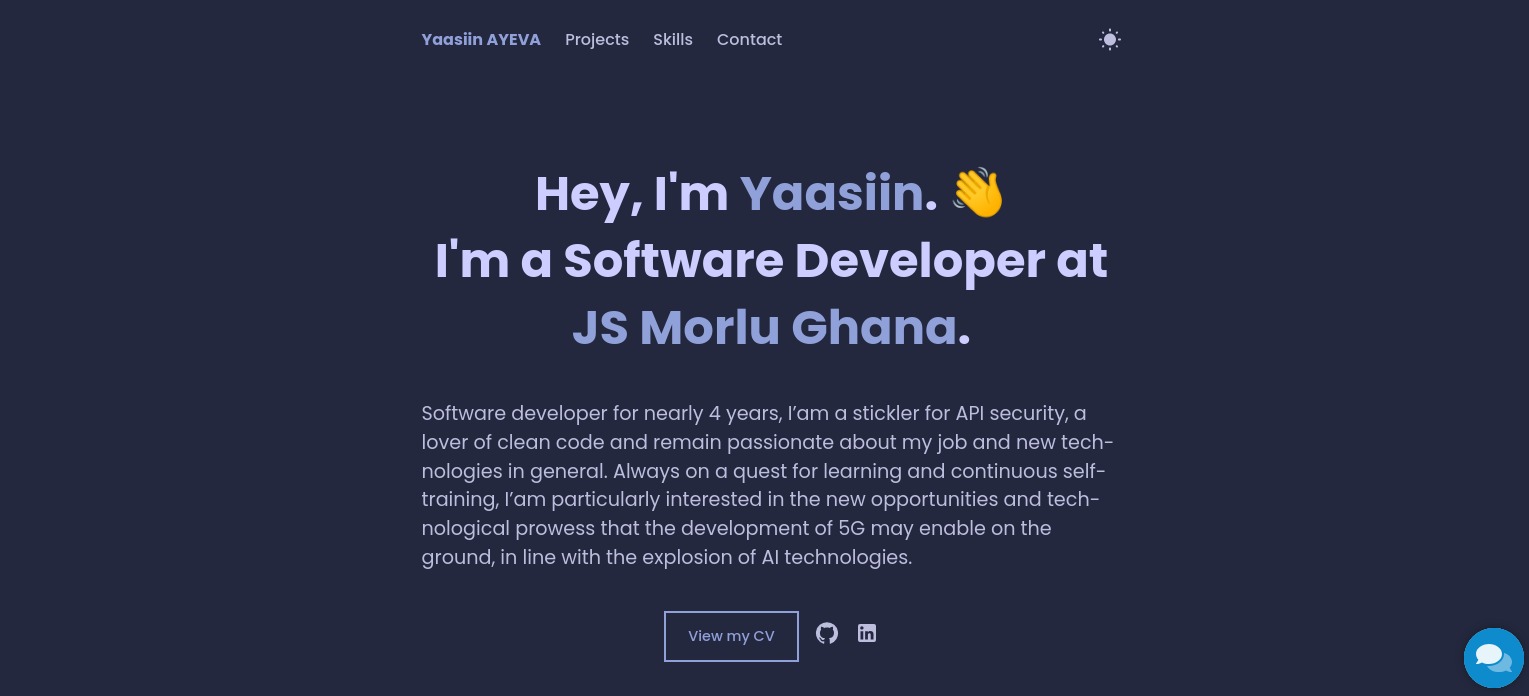 Yaasiin AYEVA Projects Skills Contact
Hey, I'm Yaasiin. 👋
I'm a Software Developer at
JS Morlu Ghana.
Software developer for nearly 4 years, I’am a stickler for API security, a
lover of clean code and remain passionate about my job and new tech-
nologies in general. Always on a quest for learning and continuous self-
training, I’am particularly interested in the new opportunities and tech-
nological prowess that the development of 5G may enable on the
ground, in line with the explosion of AI technologies.
View my CV